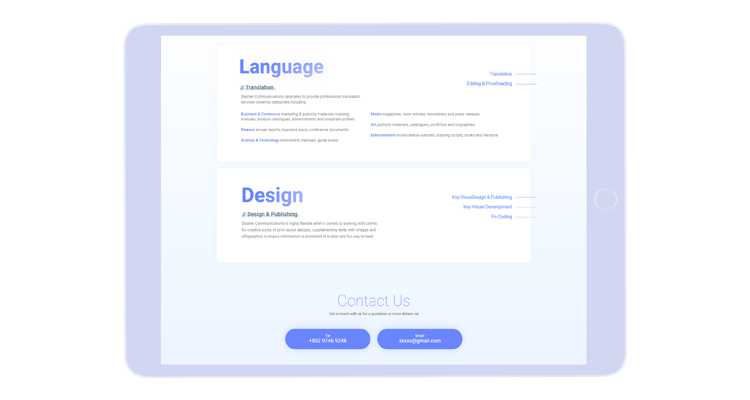 Language
Translation
Editing & Proofreading
// Translation
Slasher Communications dedicates to provide professional translation
services covering categories including
Business & Commerce marketing & publicity materials, training
manuals, product catalogues, advertisements and corporate profiles
Finance annual reports, business plans, conference documents
Science & Technology environment, manuals, guide books
Media magazines, news articles, newsletters and press releases
Art publicity materials, catalogues, portfolios and biographies
Entertainment movie/drama subtitles, dubbing scripts, books and literature
Design
Key VisualDesign & Publishing
Key Visual Development
Fn Coding
// Design & Publishing
Slasher Communications is highly flexible when it comes to working with clients
for creative styles of print layout designs, supplementing texts with images and
infographics to ensure information is presented in a clear and fun way to read
Contact Us
Get in touch with us for a quotation or more details via
Tel
+852 9746 9248
Email
xxxxx@gmail.com